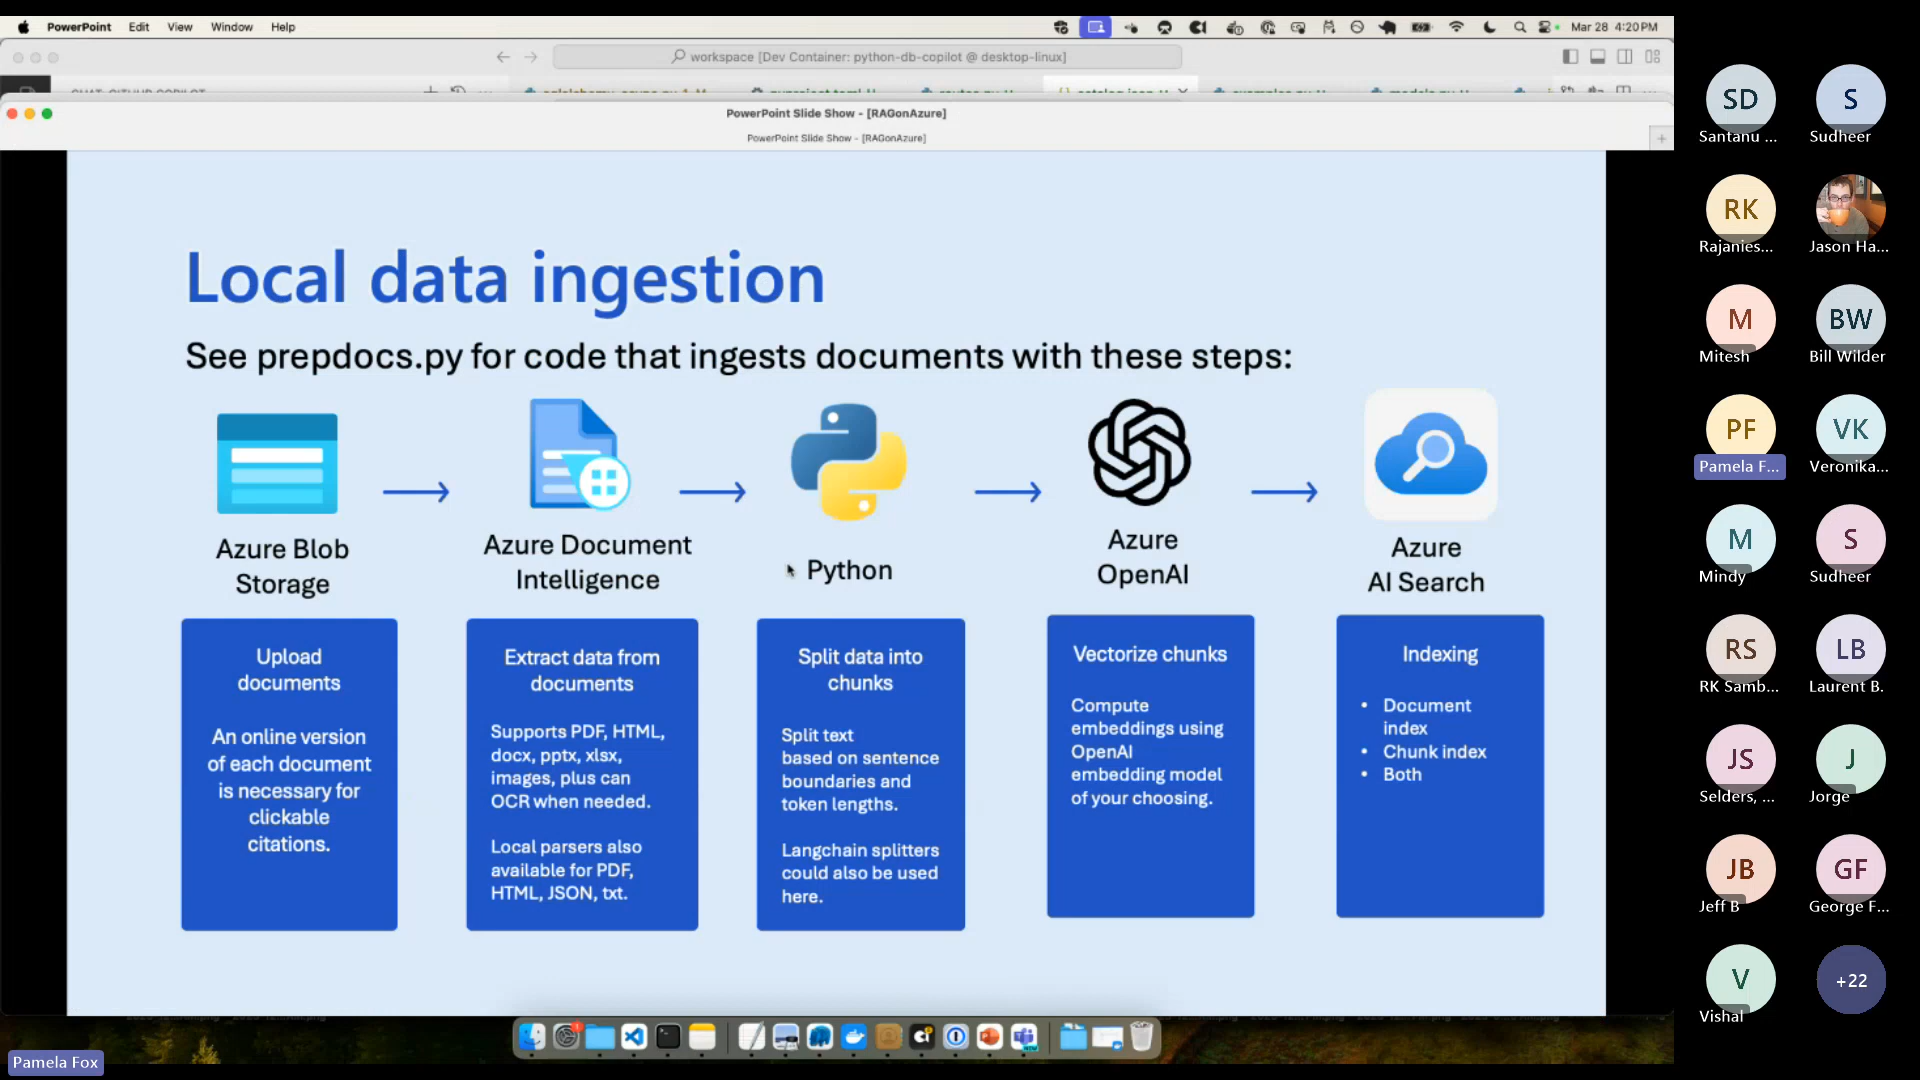 PowerPoint Edit View Window Help
Mar 28 4:20 PM
workspace [Dev Container: python-db-copilot @ desktop-linux]
PowerPoint Slide Show - [RAGonAzure]
PowerPoint Slide Show - [RAGonAzure]
Local data ingestion
See prepdocs.py for code that ingests documents with these steps:
Azure Blob
Storage
Azure Document
Intelligence
Python
Azure
OpenAI
Azure
AI Search
Upload
documents
An online version
of each document
is necessary for
clickable
citations.
Extract data from
documents
Supports PDF, HTML,
docx, pptx, xlsx,
images, plus can
OCR when needed.
Local parsers also
available for PDF,
HTML, JSON, txt.
Split data into
chunks
Split text
based on sentence
boundaries and
token lengths.
Langchain splitters
could also be used
here.
Vectorize chunks
Compute
embeddings using
OpenAI
embedding model
of your choosing.
Indexing
• Document
index
• Chunk index
• Both
SD
Santanu ...
S
Sudheer
RK
Rajanies...
Jason Ha...
M
Mitesh
BW
Bill Wilder
PF
Pamela F...
VK
Veronika...
M
Mindy
S
Sudheer
RS
RK Samb...
LB
Laurent B.
JS
Selders, ...
J
Jorge
JB
Jeff B
GF
George F...
V
Vishal
+22
Pamela Fox